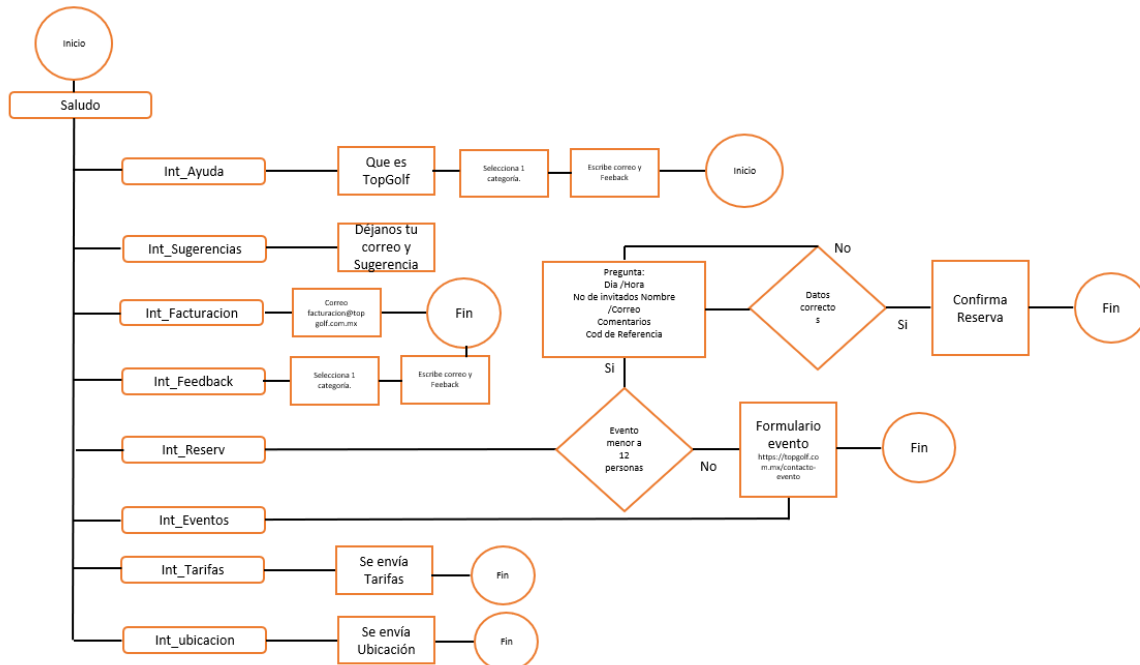 Inicio
Saludo
Int_Ayuda
Que es
TopGolf
Selecciona 1
categoría.
Escribe correo y
Feeback
Inicio
Int_Sugerencias
Déjanos tu
correo y
Sugerencia
Int_Facturacion
Correo
facturacion@top
golf.com.mx
Fin
Int_Feedback
Selecciona 1
categoría.
Escribe correo y
Feeback
Pregunta:
Dia /Hora
No de invitados Nombre
/Correo
Comentarios
Cod de Referencia
No
Datos
correcto
s
Si
Confirma
Reserva
Fin
Si
Int_Reserv
Evento
menor a
12
personas
No
Formulario
evento
https://topgolf.co
m.mx/contacto-
evento
Fin
Int_Eventos
Int_Tarifas
Se envía
Tarifas
Fin
Int_ubicacion
Se envía
Ubicación
Fin